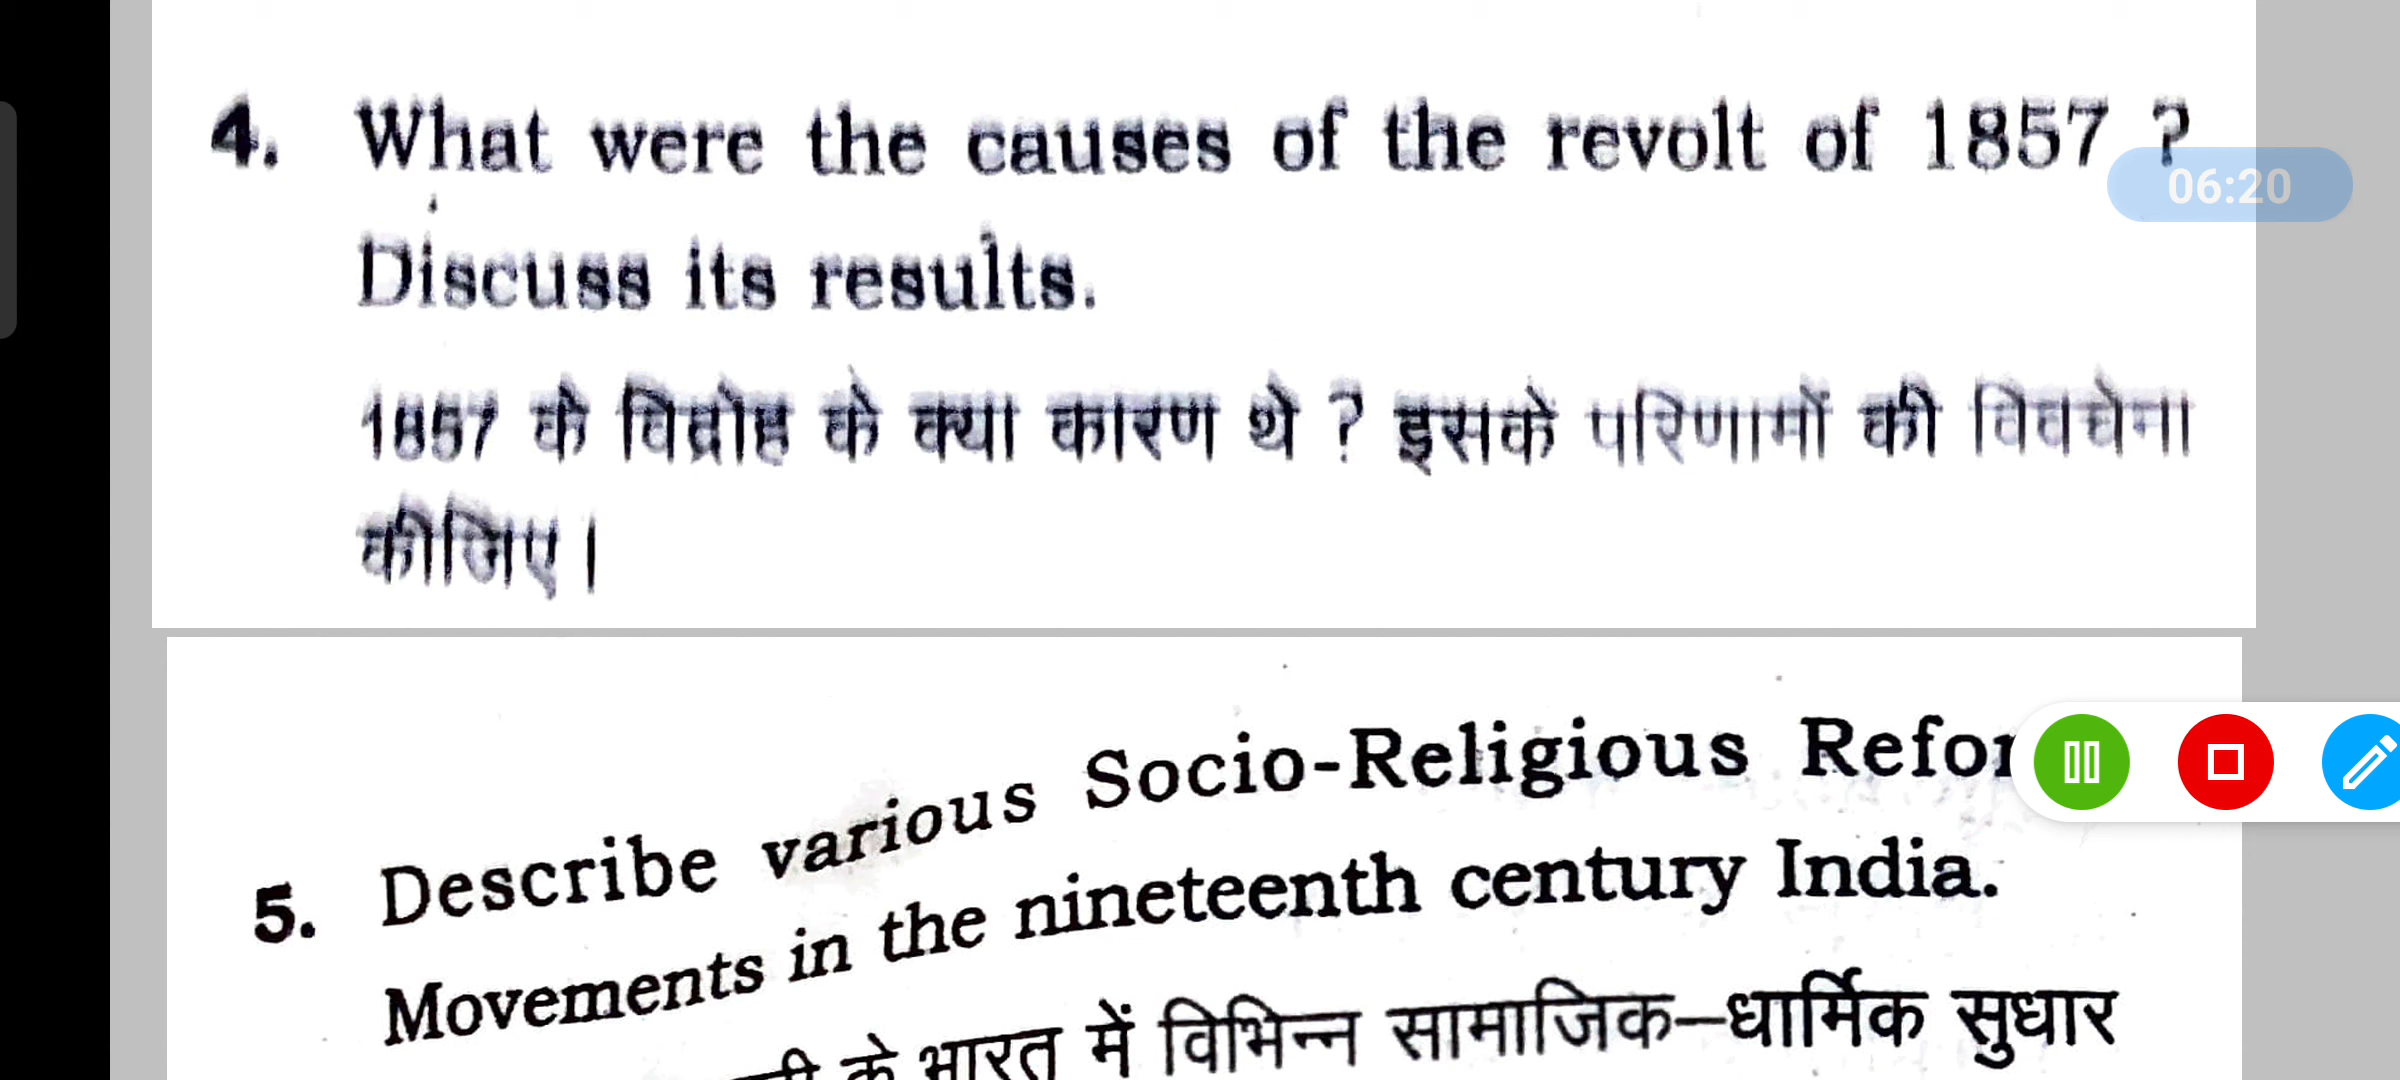 4. What were the causes of the revolt of 1857 ?
06:20
Discuss its results.
1857 के विद्रोह के क्या कारण थे ? इसके परिणामों की विवचेना
कीजिए।
5. Describe various Socio-Religious Refor
Movements in the nineteenth century India.
के भारत में विभिन्न सामाजिक–धार्मिक सुधार